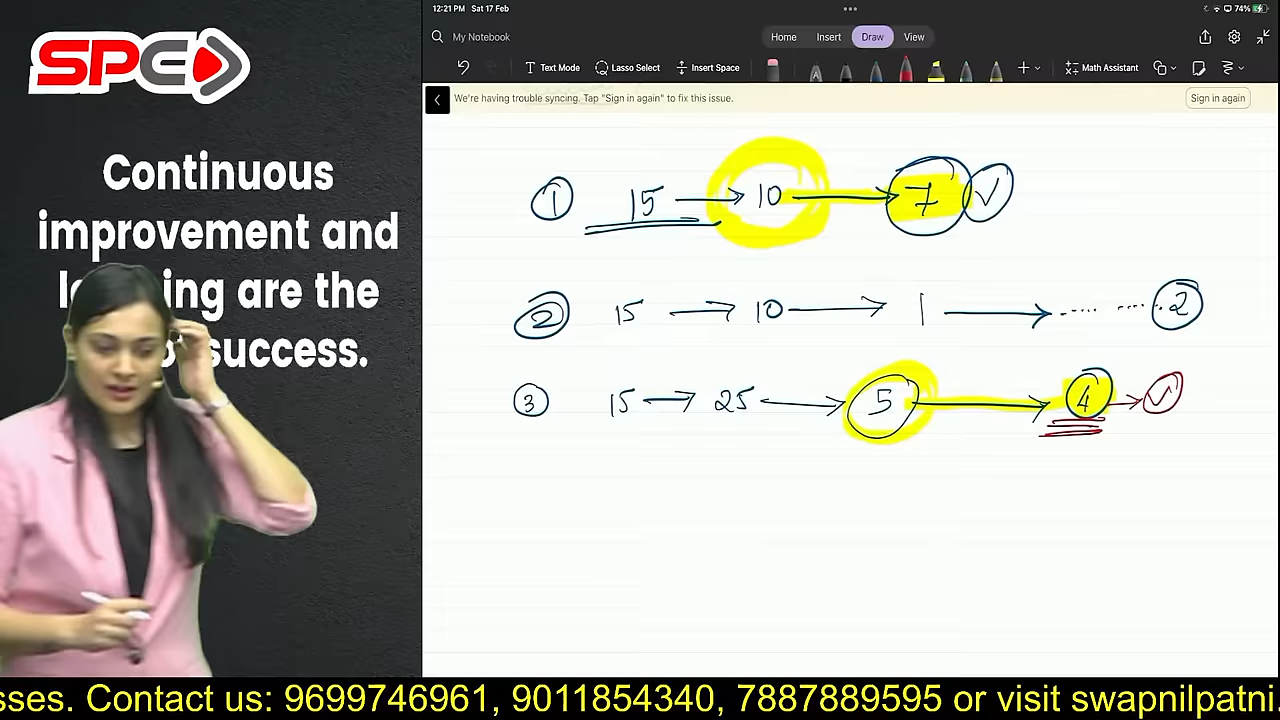 SPC
Continuous
improvement and
are the
success.
12:21 PM Sat 17 Feb
74%
My Notebook
Home Insert Draw View
Text Mode Lasso Select Insert Space Math Assistant
We're having trouble syncing. Tap "Sign in again" to fix this issue.
Sign in again
① 15 → 10 → 7 ✓
② 15 → 10 → 1 → ........ 2
③ 15 → 25 → 5 → 4 → ✓
sses. Contact us: 9699746961, 9011854340, 7887889595 or visit swapnilpatni.